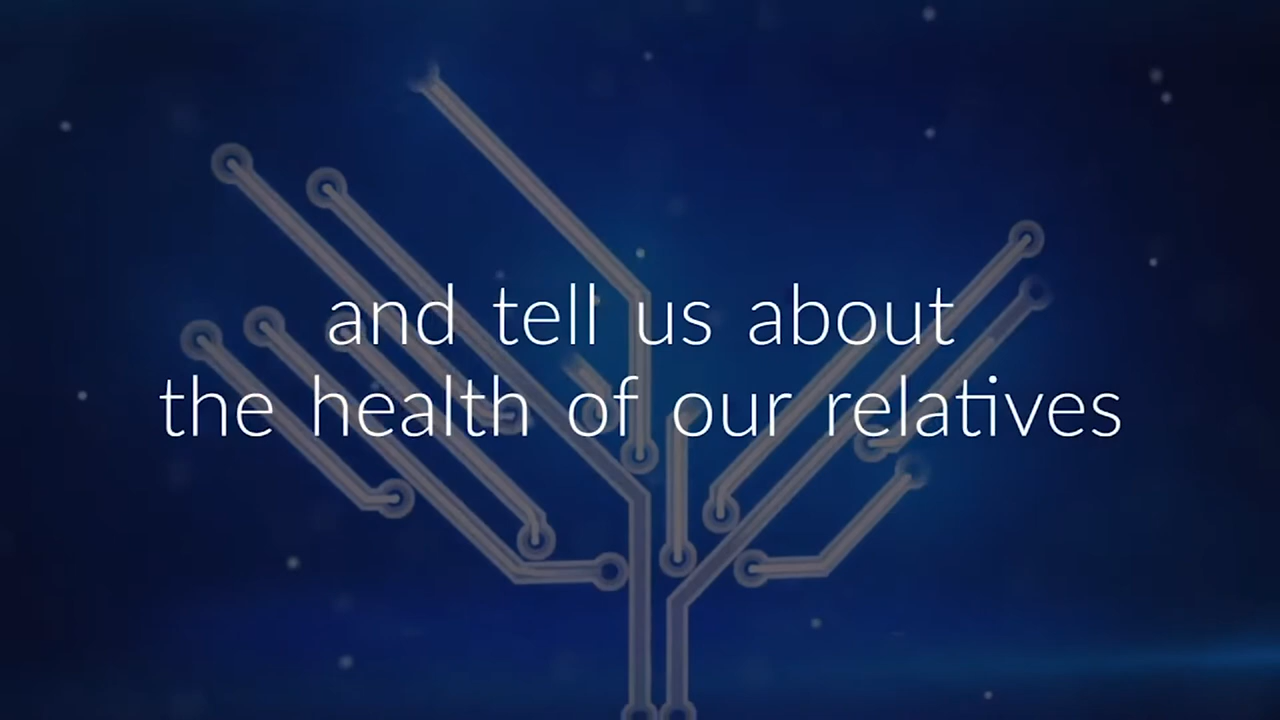 and tell us about
the health of our relatives